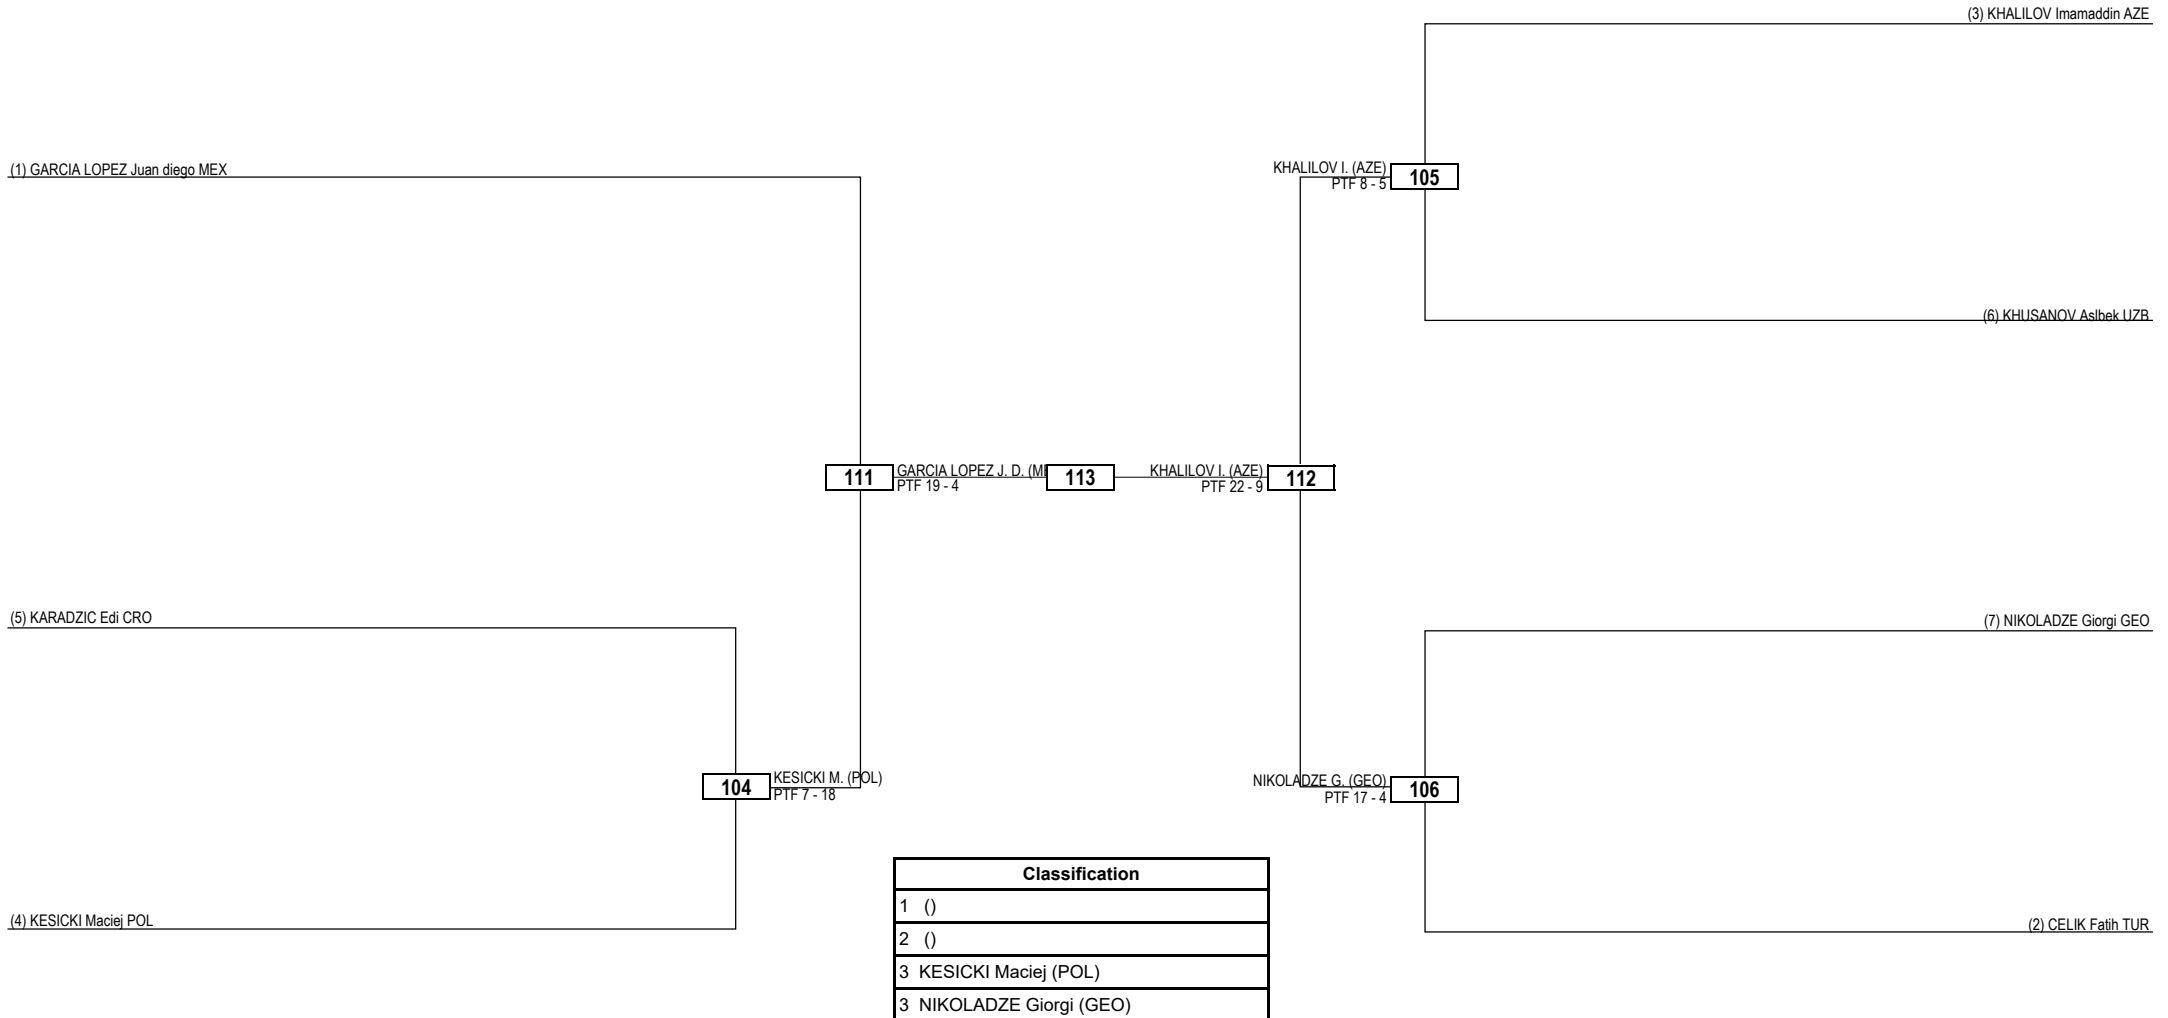 (3) KHALILOV Imamaddin AZE
(1) GARCIA LOPEZ Juan diego MEX
KHALILOV I. (AZE)
PTF 8 - 5
105
(6) KHUSANOV Aslbek UZB
111
GARCIA LOPEZ J. D. (M
PTF 19 - 4
113
KHALILOV I. (AZE)
PTF 22 - 9
112
(5) KARADZIC Edi CRO
(7) NIKOLADZE Giorgi GEO
104
KESICKI M. (POL)
PTF 7 - 18
NIKOLADZE G. (GEO)
PTF 17 - 4
106
(4) KESICKI Maciej POL
(2) CELIK Fatih TUR
Classification
1 ()
2 ()
3 KESICKI Maciej (POL)
3 NIKOLADZE Giorgi (GEO)